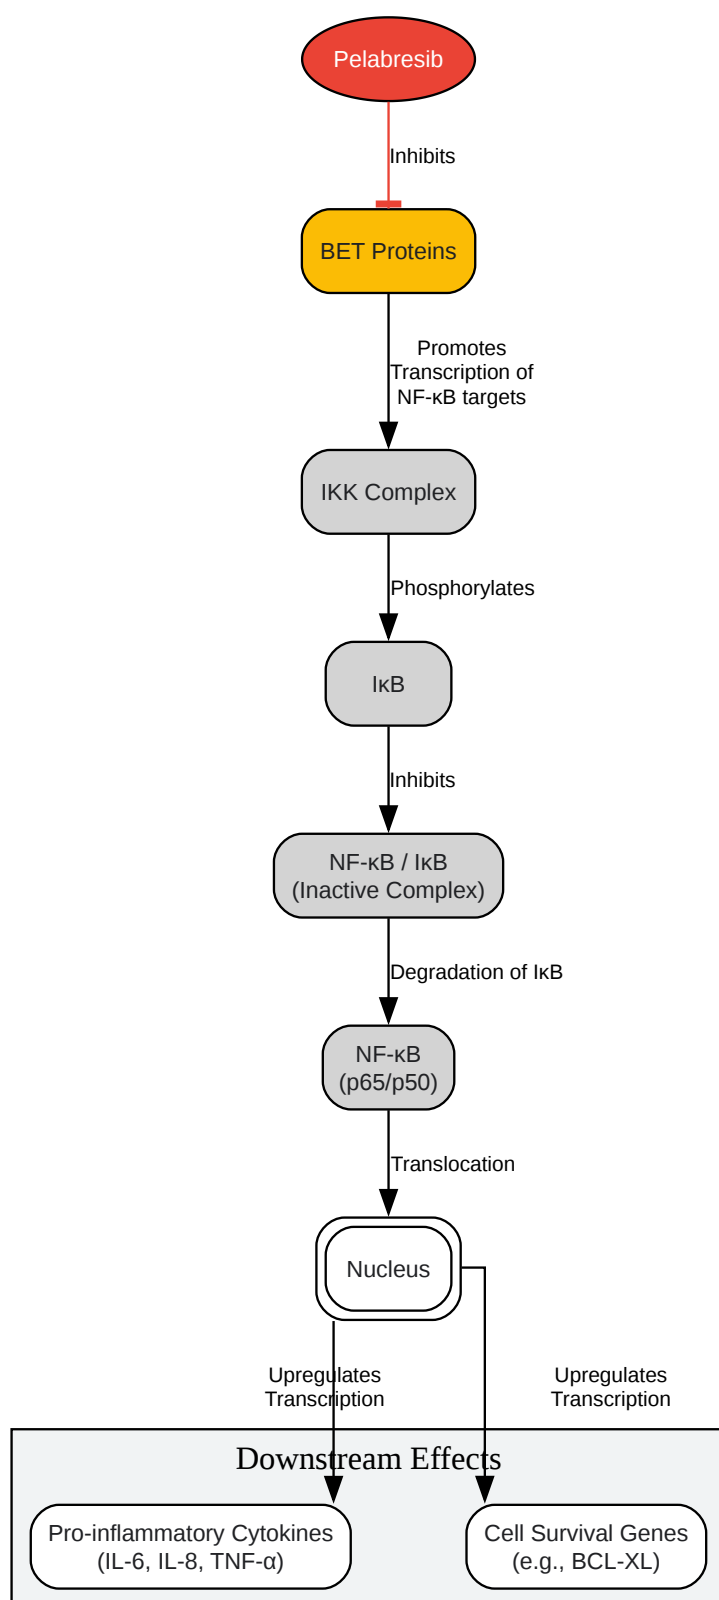 Pelabresib
Inhibits
BET Proteins
Promotes
Transcription of
NF-κB targets
IKK Complex
Phosphorylates
IκB
Inhibits
NF-κB / IκB
(Inactive Complex)
Degradation of IκB
NF-κB
(p65/p50)
Translocation
Nucleus
Upregulates
Transcription
Upregulates
Transcription
Downstream Effects
Pro-inflammatory Cytokines
(IL-6, IL-8, TNF-α)
Cell Survival Genes
(e.g., BCL-XL)